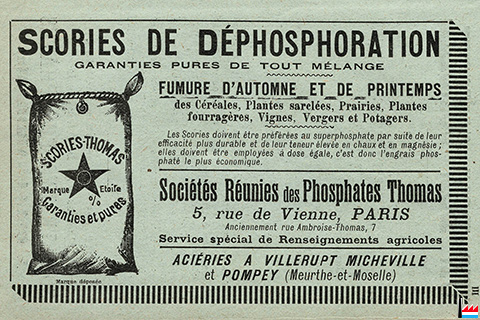 SCORIES DE DÉPHOSPHORATION
GARANTIES PURES DE TOUT MÉLANGE
FUMURE D'AUTOMNE ET DE PRINTEMPS
des Céréales, Plantes sarclées, Prairies, Plantes
fourragères, Vignes, Vergers et Potagers.
Les Scories doivent être préférées au superphosphate par suite de leur
efficacité plus durable et de leur teneur élevée en chaux et en magnésie ;
elles doivent être employées à dose égale, c'est donc l'engrais phos-
phaté le plus économique.
SCORIES-THOMAS
Marque Etoile
%
Garanties et pures
Marque déposée
Sociétés Réunies des Phosphates Thomas
5, rue de Vienne, PARIS
Anciennement rue Ambroise-Thomas, 7
Service spécial de Renseignements agricoles
ACIÉRIES A VILLERUPT MICHEVILLE
et POMPEY (Meurthe-et-Moselle)